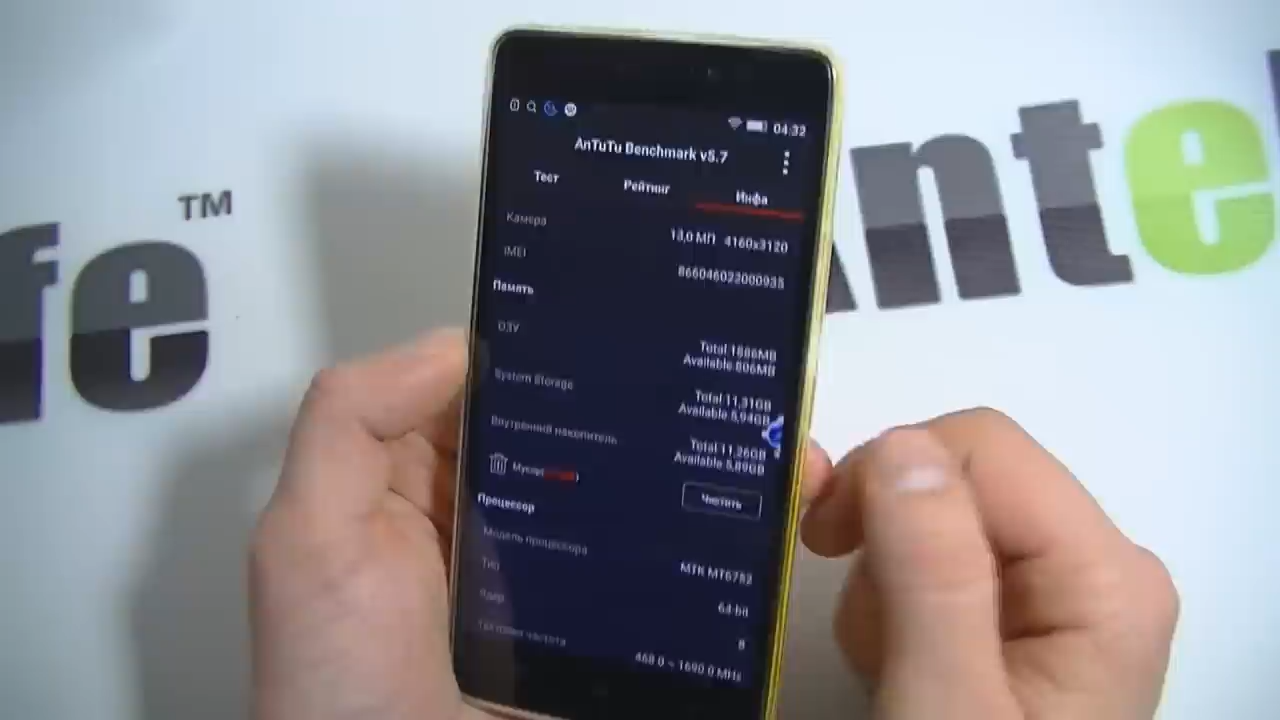 04:32
AnTuTu Benchmark v5.7
Тест Рейтинг Инфа
Камера 13,0 МП 4160x3120
IMEI 866046022000935
Память
ОЗУ Total:1886MB
Available:806MB
System Storage Total:11,31GB
Available:5,94GB
Внутренний накопитель Total:11,26GB
Available:5,89GB
Мусор Чистить
Процессор
Модель процессора MTK MT6752
Тип 64-bit
Ядер 8
Тактовая частота 468.0 ~ 1690.0 MHz
fe TM
Ante